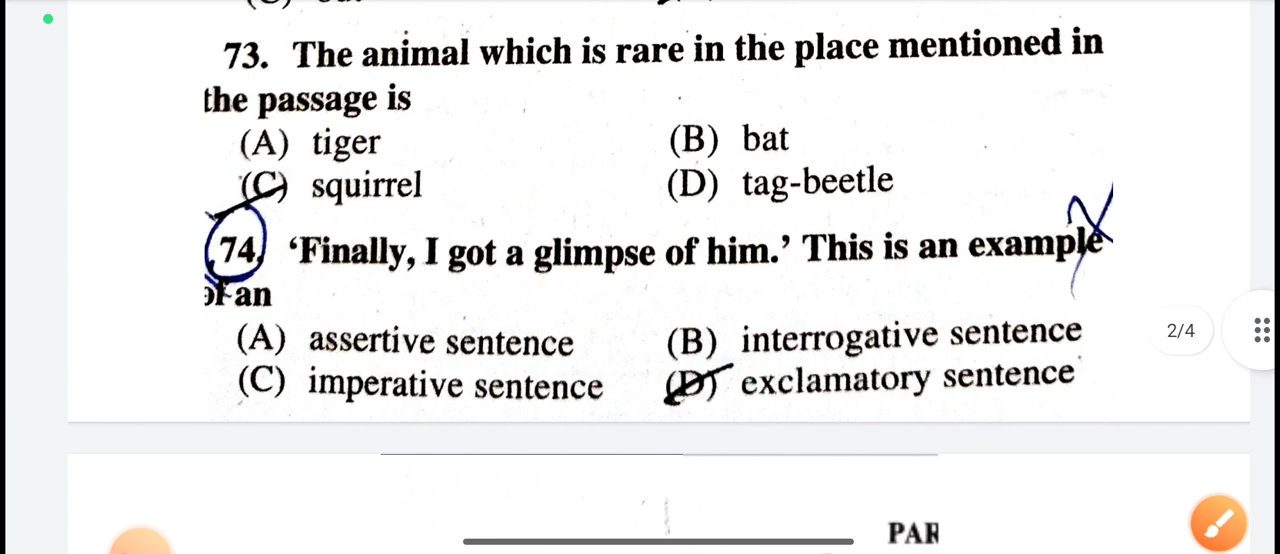 73. The animal which is rare in the place mentioned in
the passage is
(A) tiger
(B) bat
(C) squirrel
(D) tag-beetle
74. ‘Finally, I got a glimpse of him.’ This is an example
of an
(A) assertive sentence
(B) interrogative sentence
(C) imperative sentence
(D) exclamatory sentence
2/4